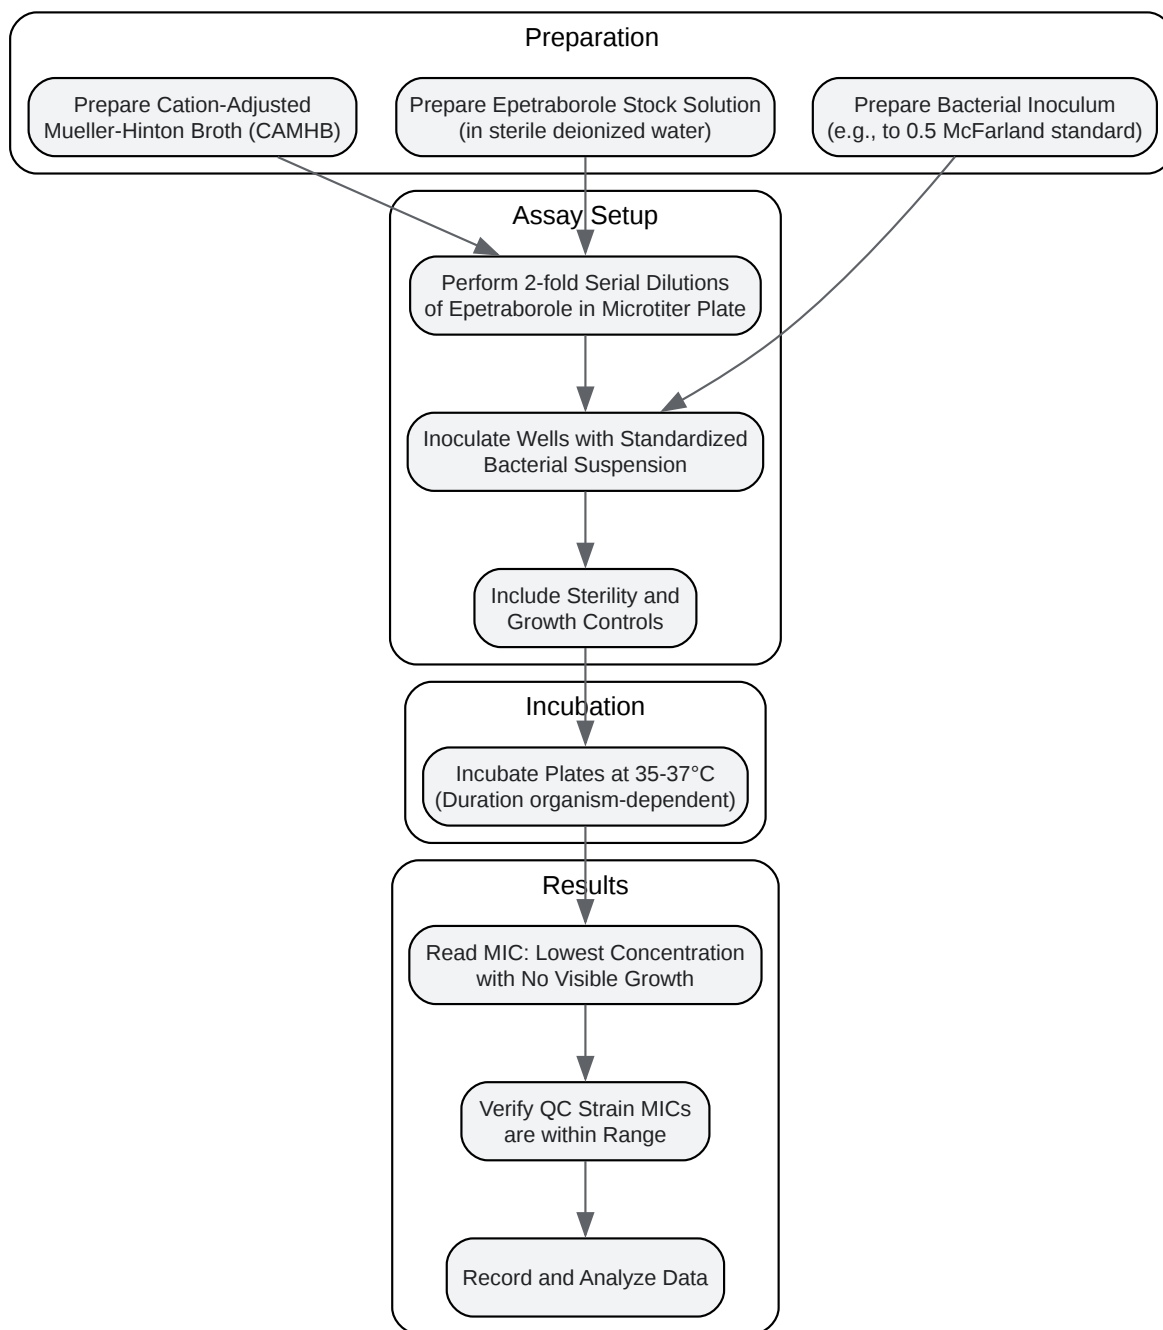 Preparation
Prepare Cation-Adjusted
Mueller-Hinton Broth (CAMHB)
Prepare Epetraborole Stock Solution
(in sterile deionized water)
Prepare Bacterial Inoculum
(e.g., to 0.5 McFarland standard)
Assay Setup
Perform 2-fold Serial Dilutions
of Epetraborole in Microtiter Plate
Inoculate Wells with Standardized
Bacterial Suspension
Include Sterility and
Growth Controls
Incubation
Incubate Plates at 35-37°C
(Duration organism-dependent)
Results
Read MIC: Lowest Concentration
with No Visible Growth
Verify QC Strain MICs
are within Range
Record and Analyze Data